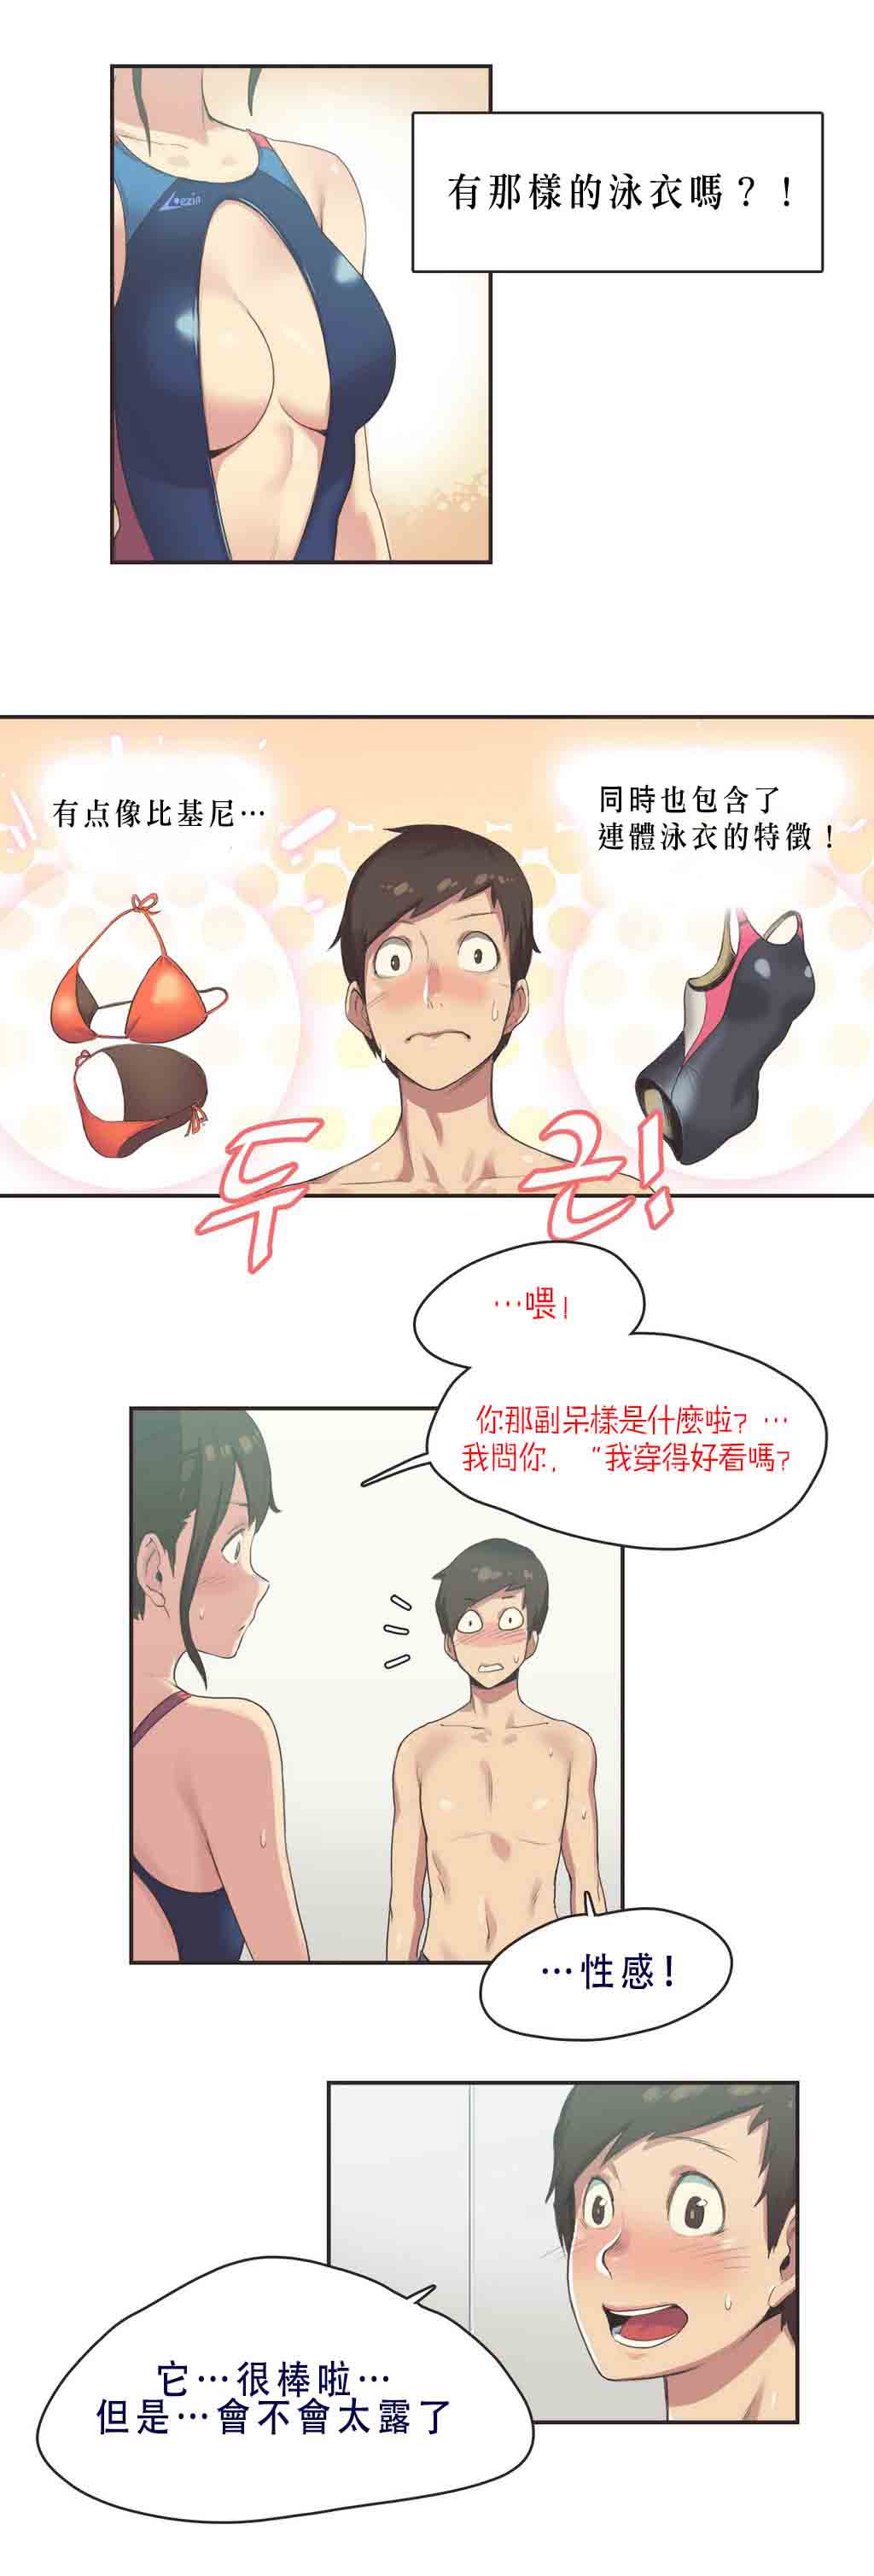 Lezin
有那樣的泳衣嗎？！
有点像比基尼…
同時也包含了
連體泳衣的特徵！
두근!
…喂!
你那副呆樣是什麼啦? …
我問你, “我穿得好看嗎?
…性感!
它…很棒啦…
但是…會不會太露了